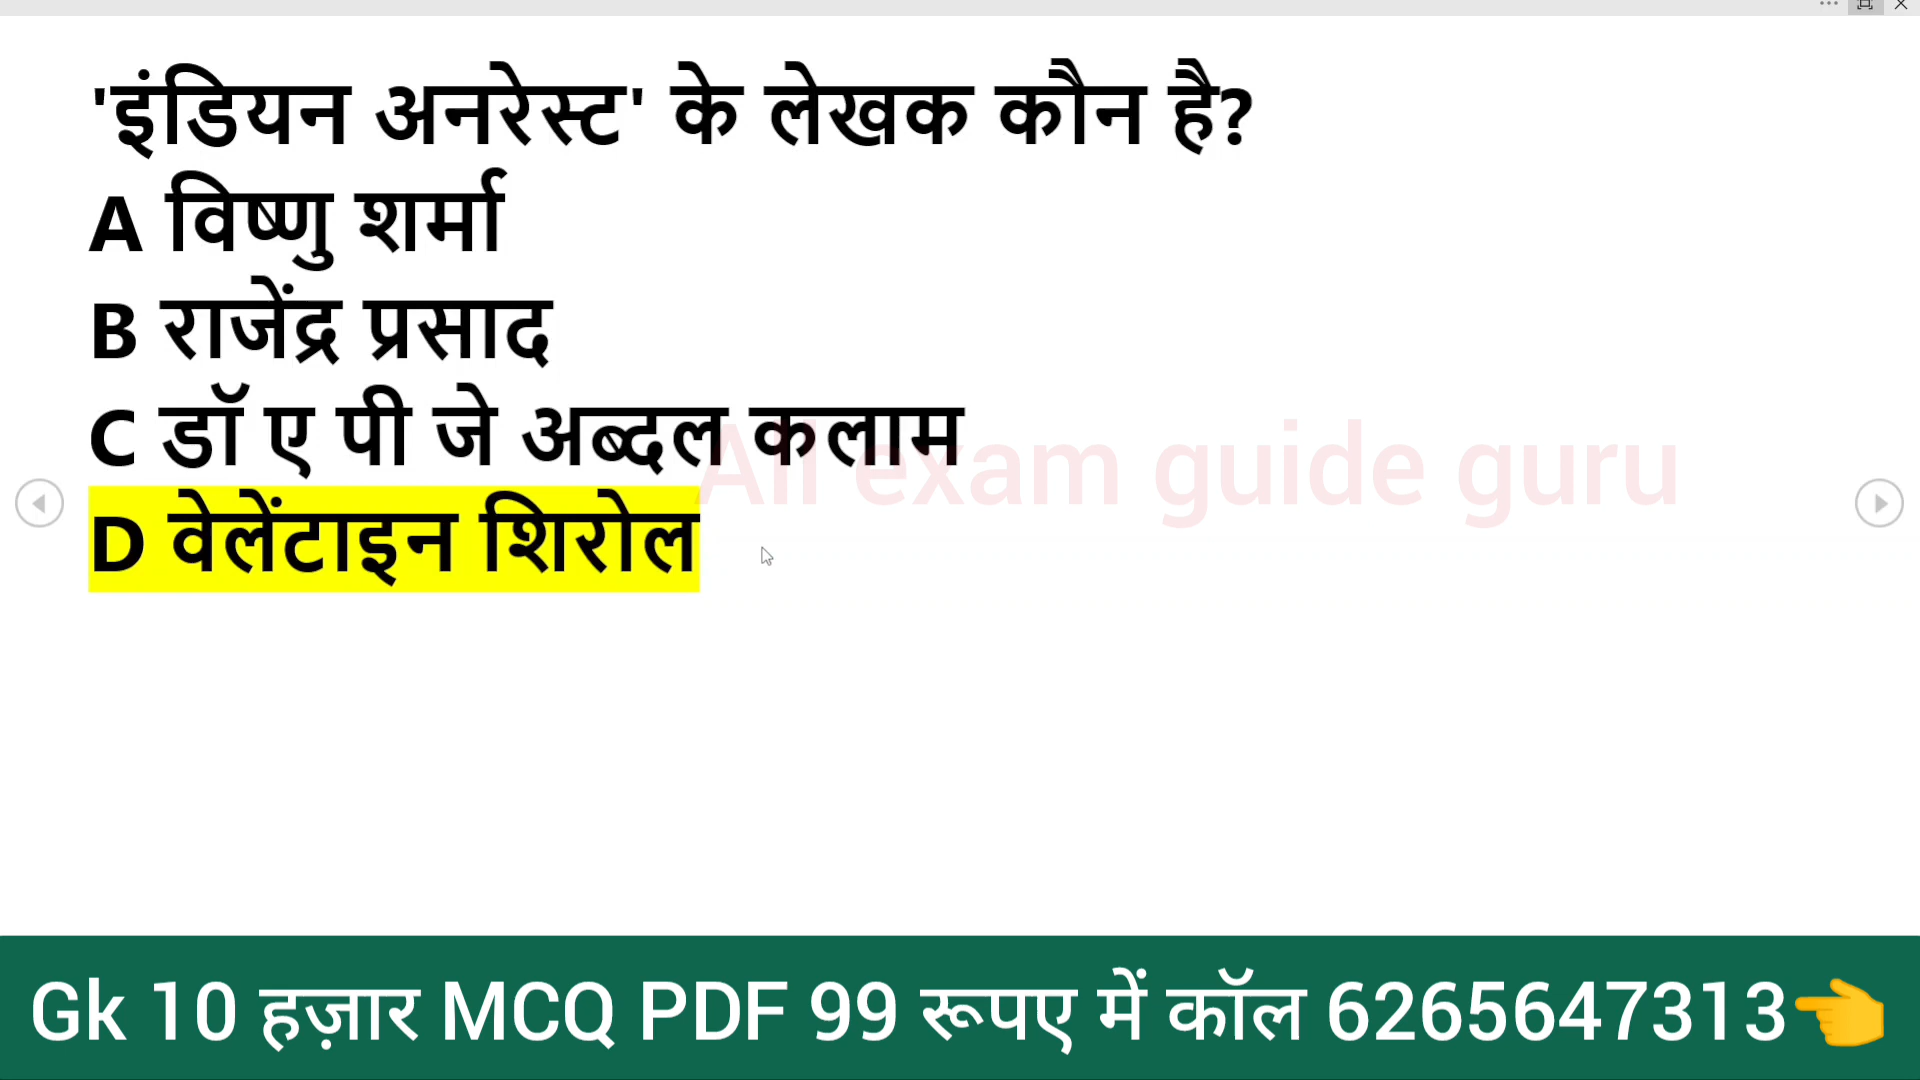 'इंडियन अनरेस्ट' के लेखक कौन है?
A विष्णु शर्मा
B राजेंद्र प्रसाद
C डॉ ए पी जे अब्दल कलाम
All exam guide guru
D वेलेंटाइन शिरोल
Gk 10 हज़ार MCQ PDF 99 रूपए में कॉल 6265647313